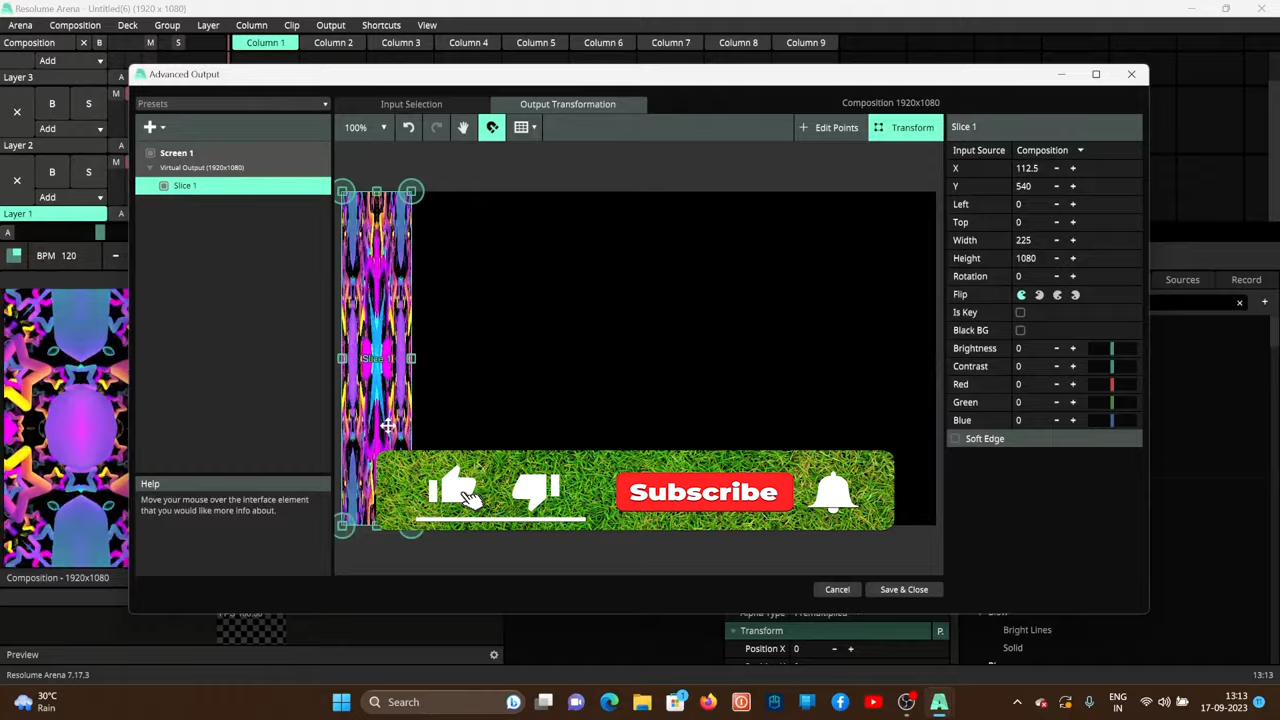 Resolume Arena - Untitled(6) (1920 x 1080)
Arena Composition Deck Group Layer Column Clip Output Shortcuts View
Composition B M S Column 1 Column 2 Column 3 Column 4 Column 5 Column 6 Column 7 Column 8 Column 9
Add
Layer 3 A
B S M
Add
Layer 2 A
B S M
Add
Layer 1 A
A
BPM 120
Advanced Output
Presets Input Selection Output Transformation Composition 1920x1080
100% Edit Points Transform Slice 1
Screen 1
Virtual Output (1920x1080)
Slice 1
Slice 1
Input Source Composition
X 112.5 - +
Y 540 - +
Left 0 - +
Top 0 - +
Width 225 - +
Height 1080 - +
Rotation 0 - +
Flip
Is Key
Black BG
Brightness 0 - +
Contrast 0 - +
Red 0 - +
Green 0 - +
Blue 0 - +
Soft Edge
Sources Record
Subscribe
Help
Move your mouse over the interface element
that you would like more info about.
Cancel Save & Close
Composition - 1920x1080
Transform P.
Position X 0 - +
Bright Lines
Solid
Preview
Resolume Arena 7.17.3 13:13
30°C
Rain
Search
1
ENG
IN
13:13
17-09-2023